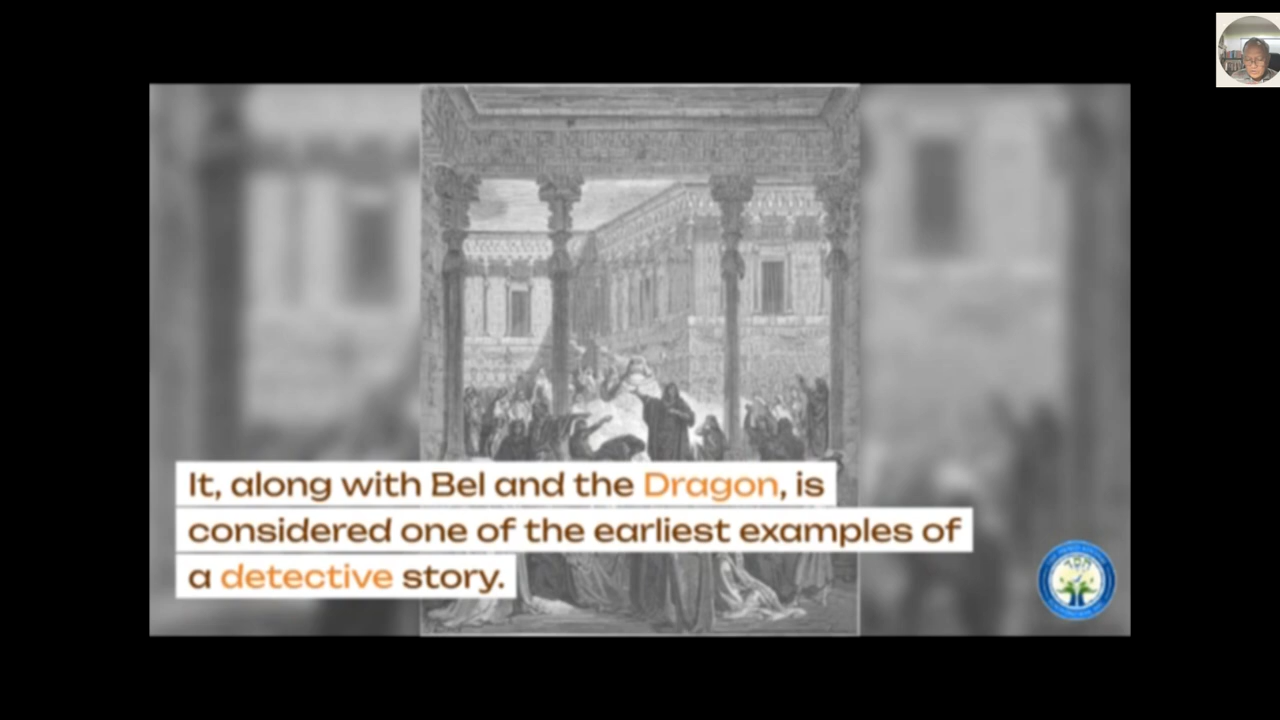 It, along with Bel and the Dragon, is
considered one of the earliest examples of
a detective story.